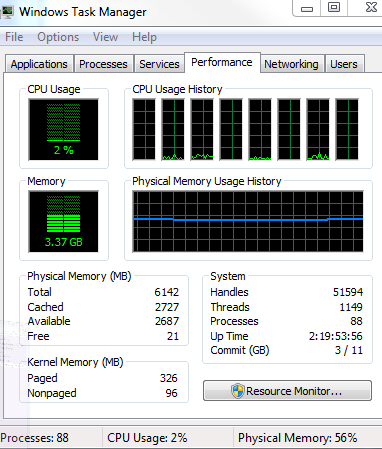 Windows Task Manager
File Options View Help
Applications Processes Services Performance Networking Users
CPU Usage CPU Usage History
2 %
Memory Physical Memory Usage History
3.37 GB
Physical Memory (MB)
Total 6142
Cached 2727
Available 2687
Free 21
Kernel Memory (MB)
Paged 326
Nonpaged 96
System
Handles 51594
Threads 1149
Processes 88
Up Time 2:19:53:56
Commit (GB) 3 / 11
Resource Monitor...
Processes: 88 CPU Usage: 2% Physical Memory: 56%